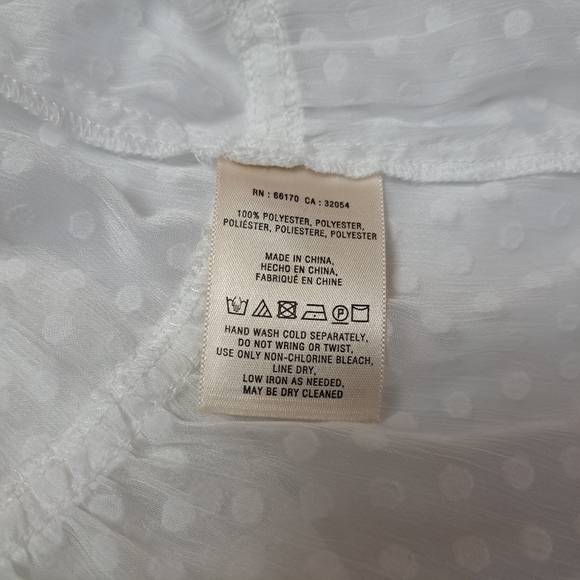 RN : 66170 CA : 32054
100% POLYESTER, POLYESTER,
POLIÉSTER, POLIESTERE, POLYESTER
MADE IN CHINA,
HECHO EN CHINA,
FABRIQUÉ EN CHINE
P
HAND WASH COLD SEPARATELY,
DO NOT WRING OR TWIST,
USE ONLY NON-CHLORINE BLEACH,
LINE DRY,
LOW IRON AS NEEDED,
MAY BE DRY CLEANED